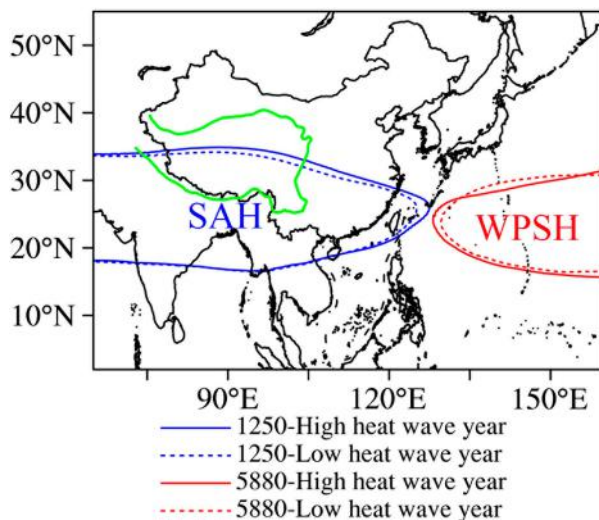 50°N
40°N
30°N
20°N
10°N
SAH
WPSH
90°E 120°E 150°E
1250-High heat wave year
1250-Low heat wave year
5880-High heat wave year
5880-Low heat wave year